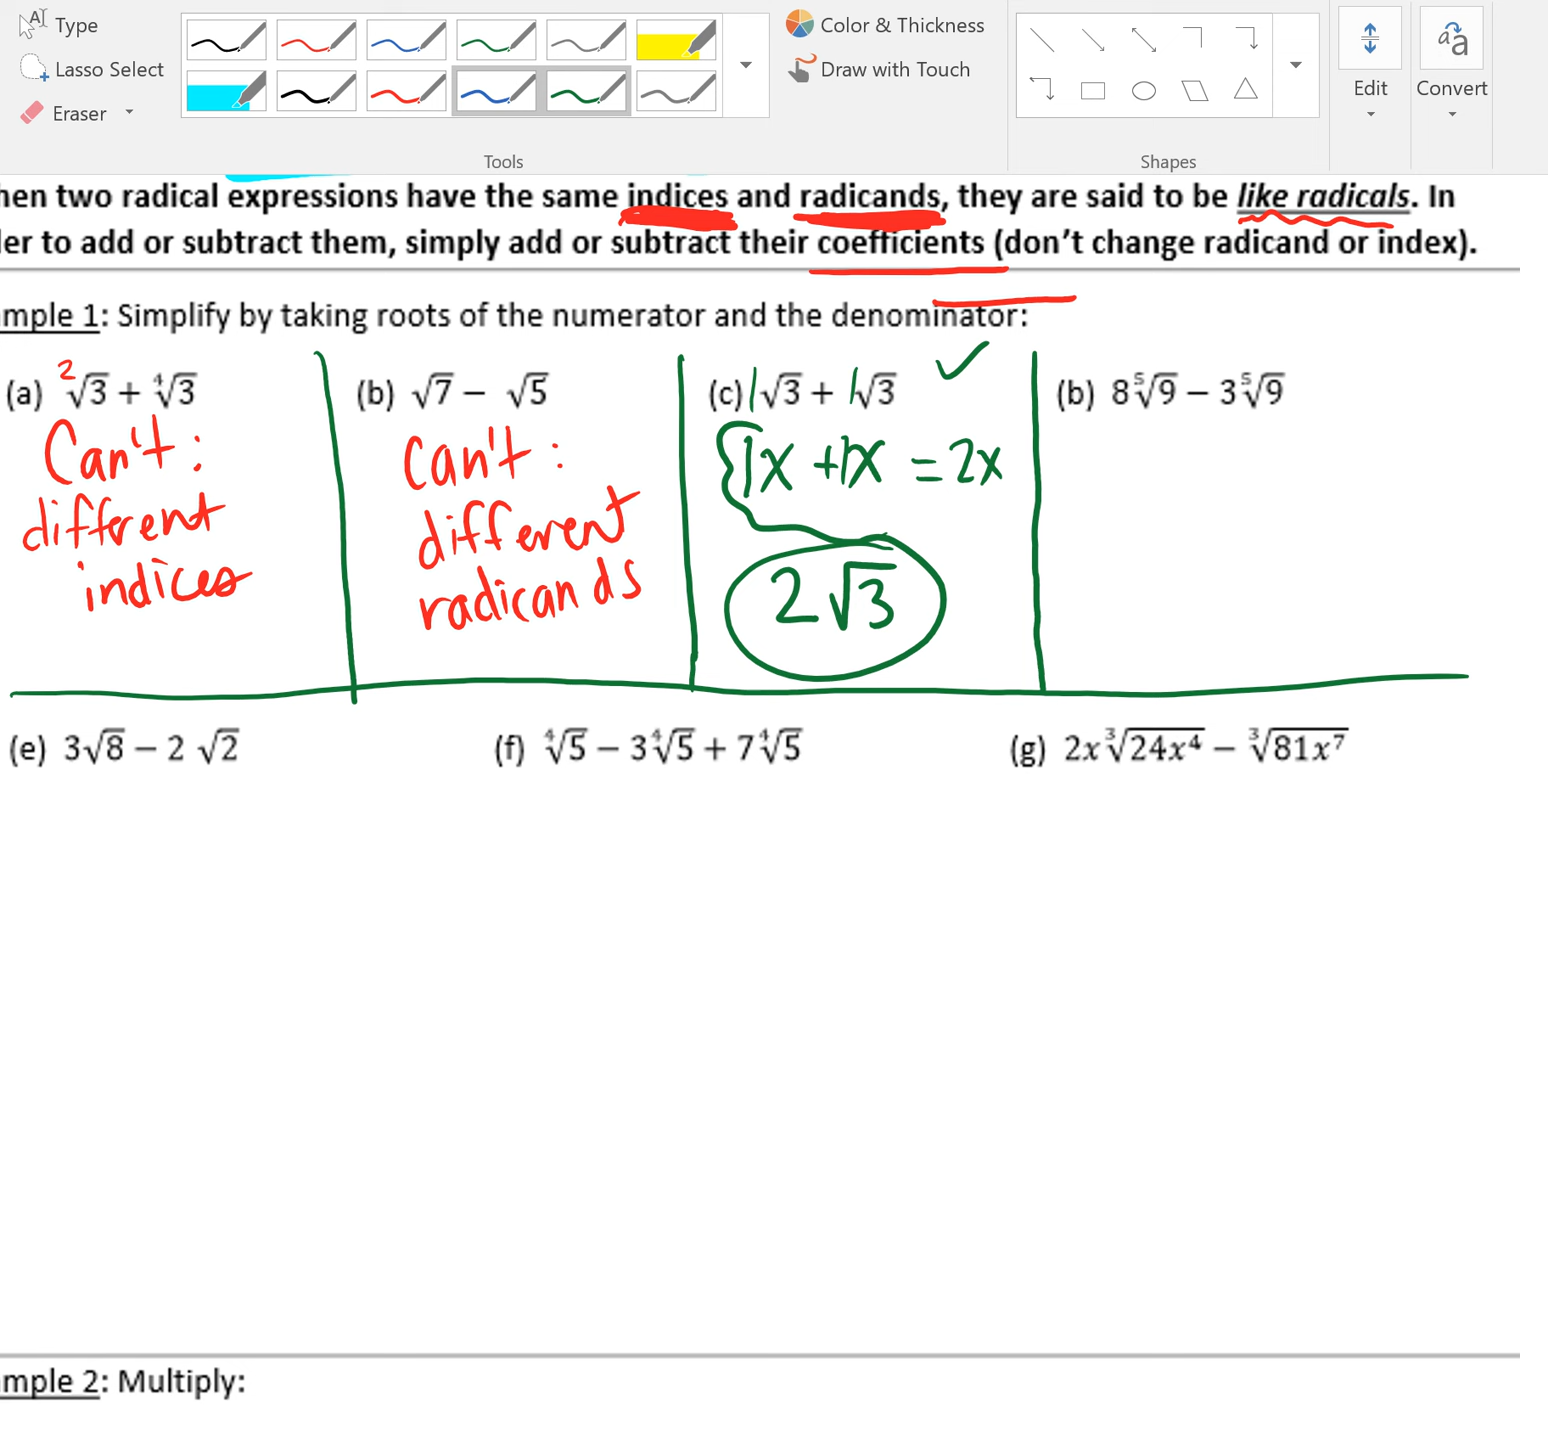 Type
Lasso Select
Eraser
Color & Thickness
Draw with Touch
Edit
Convert
Tools
Shapes
hen two radical expressions have the same indices and radicands, they are said to be like radicals. In
ler to add or subtract them, simply add or subtract their coefficients (don't change radicand or index).
mple 1: Simplify by taking roots of the numerator and the denominator:
(a) ²√3 + ⁴√3
(b) √7 − √5
(c) 1√3 + 1√3 ✓
(b) 8⁵√9 − 3⁵√9
Can't:
different
indices
Can't:
different
radicands
{1x + 1x = 2x
2√3
(e) 3√8 − 2 √2
(f) ⁴√5 − 3⁴√5 + 7⁴√5
(g) 2x³√24x⁴ − ³√81x⁷
mple 2: Multiply: